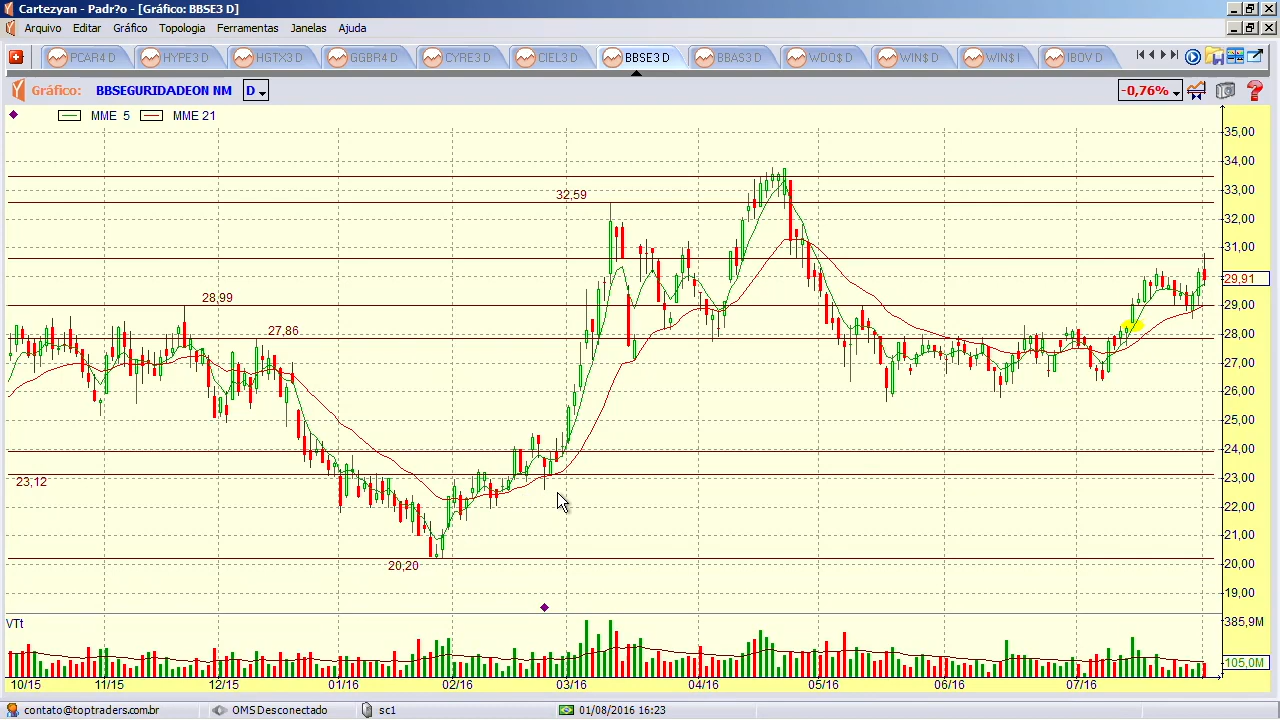 Cartezyan - Padr?o - [Gráfico: BBSE3 D]
Arquivo Editar Gráfico Topologia Ferramentas Janelas Ajuda
PCAR4 D HYPE3 D HGTX3 D GGBR4 D CYRE3 D CIEL3 D BBSE3 D BBAS3 D WDO$ D WIN$ D WIN$ I IBOV D
Gráfico: BBSEGURIDADEON NM D -0,76%
MME 5 MME 21
35,00
34,00
33,00
32,59
32,00
31,00
29,91
28,99
29,00
27,86
28,00
27,00
26,00
25,00
24,00
23,12
23,00
22,00
21,00
20,20
20,00
19,00
VTt
385,9M
105,0M
10/15 11/15 12/15 01/16 02/16 03/16 04/16 05/16 06/16 07/16
contato@toptraders.com.br OMS Desconectado sc1 01/08/2016 16:23